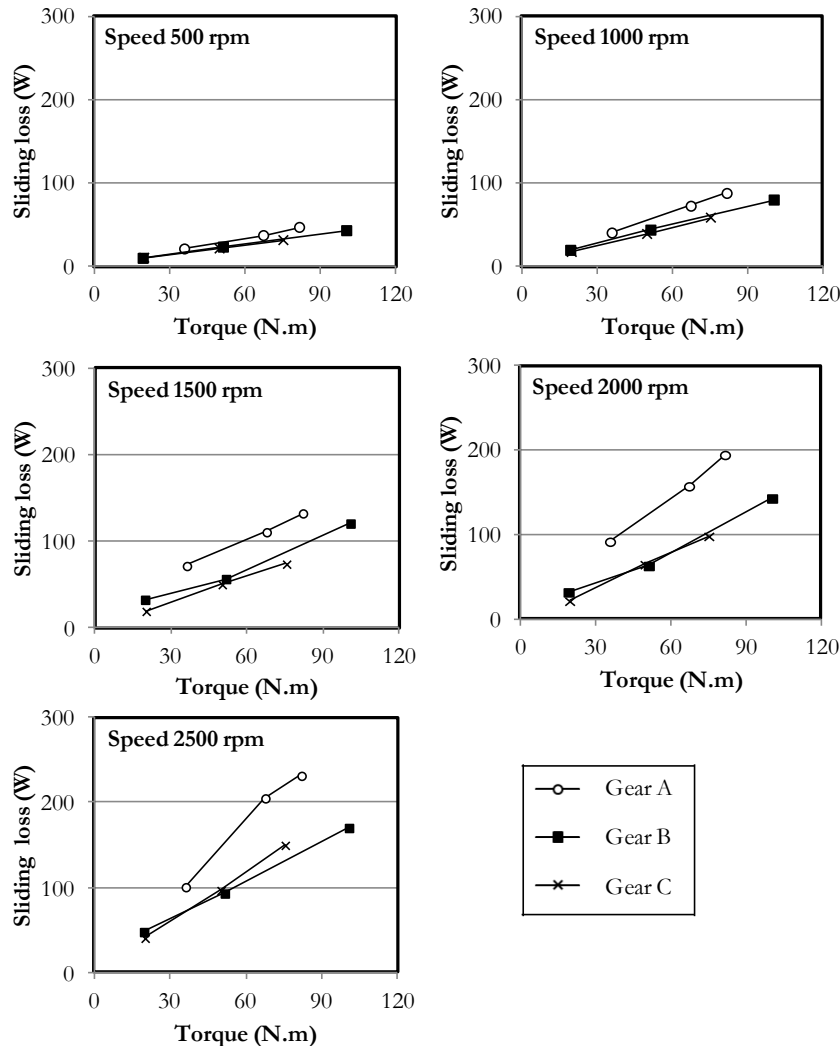 Speed 500 rpm
300
200
100
0
0 30 60 90 120
Sliding loss (W)
Torque (N.m)
Speed 1000 rpm
300
200
100
0
0 30 60 90 120
Sliding loss (W)
Torque (N.m)
Speed 1500 rpm
300
200
100
0
0 30 60 90 120
Sliding loss (W)
Torque (N.m)
Speed 2000 rpm
300
200
100
0
0 30 60 90 120
Sliding loss (W)
Torque (N.m)
Speed 2500 rpm
300
200
100
0
0 30 60 90 120
Sliding loss (W)
Torque (N.m)
Gear A
Gear B
Gear C